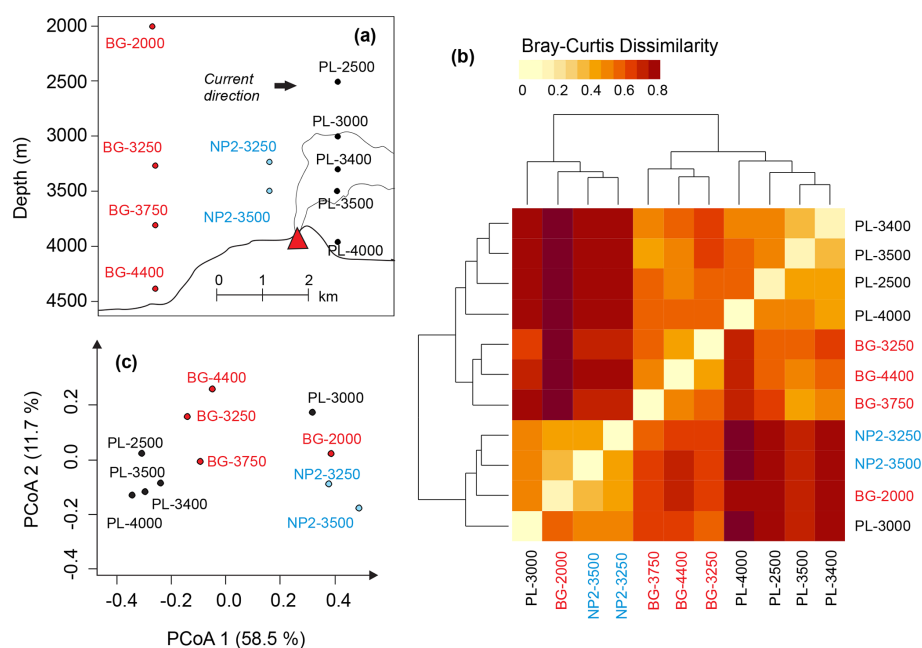 (a)
2000
2500
3000
3500
4000
4500
Depth (m)
BG-2000
Current
direction
PL-2500
PL-3000
BG-3250
NP2-3250
PL-3400
BG-3750
NP2-3500
PL-3500
PL-4000
BG-4400
0 1 2
km
(b)
Bray-Curtis Dissimilarity
0 0.2 0.4 0.6 0.8
PL-3400
PL-3500
PL-2500
PL-4000
BG-3250
BG-4400
BG-3750
NP2-3250
NP2-3500
BG-2000
PL-3000
PL-3000
BG-2000
NP2-3500
NP2-3250
BG-3750
BG-4400
BG-3250
PL-4000
PL-2500
PL-3500
PL-3400
(c)
0.2
0.0
-0.2
-0.4
PCoA 2 (11.7 %)
BG-4400
PL-3000
BG-3250
PL-2500
BG-2000
BG-3750
PL-3500
NP2-3250
PL-3400
PL-4000
NP2-3500
-0.4 -0.2 0.0 0.2 0.4
PCoA 1 (58.5 %)